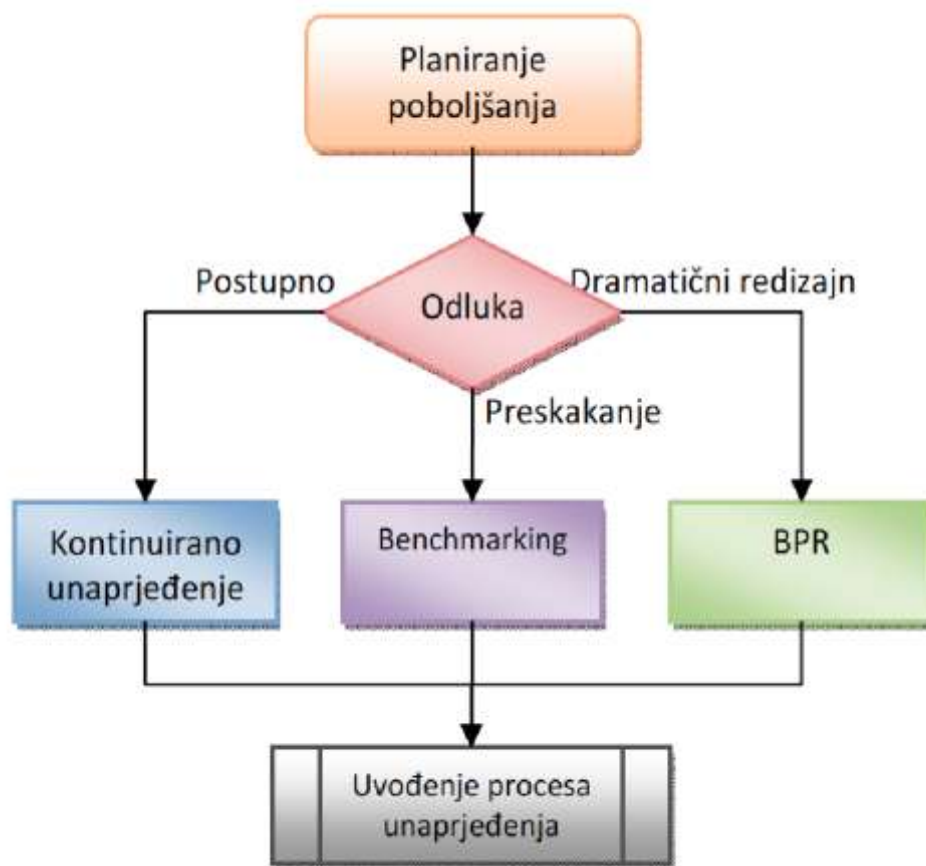 Planiranje
poboljšanja
Postupno
Dramatični redizajn
Odluka
Preskakanje
Kontinuirano
unaprjeđenje
Benchmarking
BPR
Uvođenje procesa
unaprjeđenja